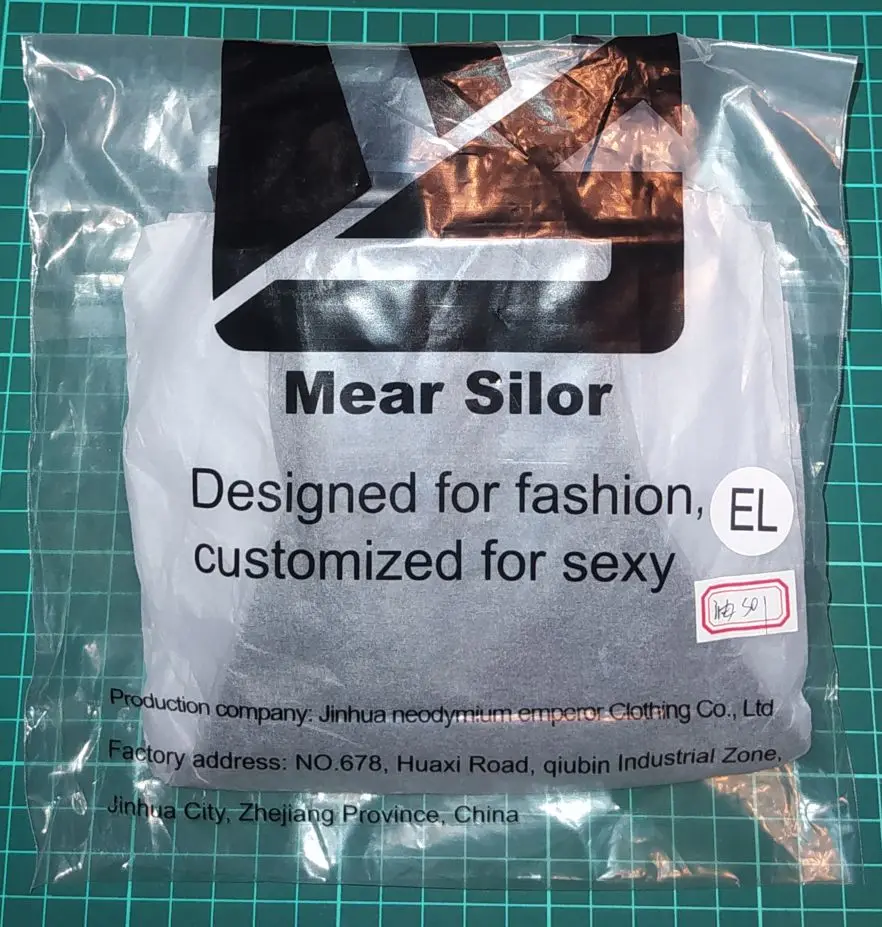 Mear Silor
Designed for fashion,
EL
customized for sexy
501
Production company: Jinhua neodymium emperor Clothing Co., Ltd
Factory address: NO.678, Huaxi Road, qiubin Industrial Zone,
Jinhua City, Zhejiang Province, China